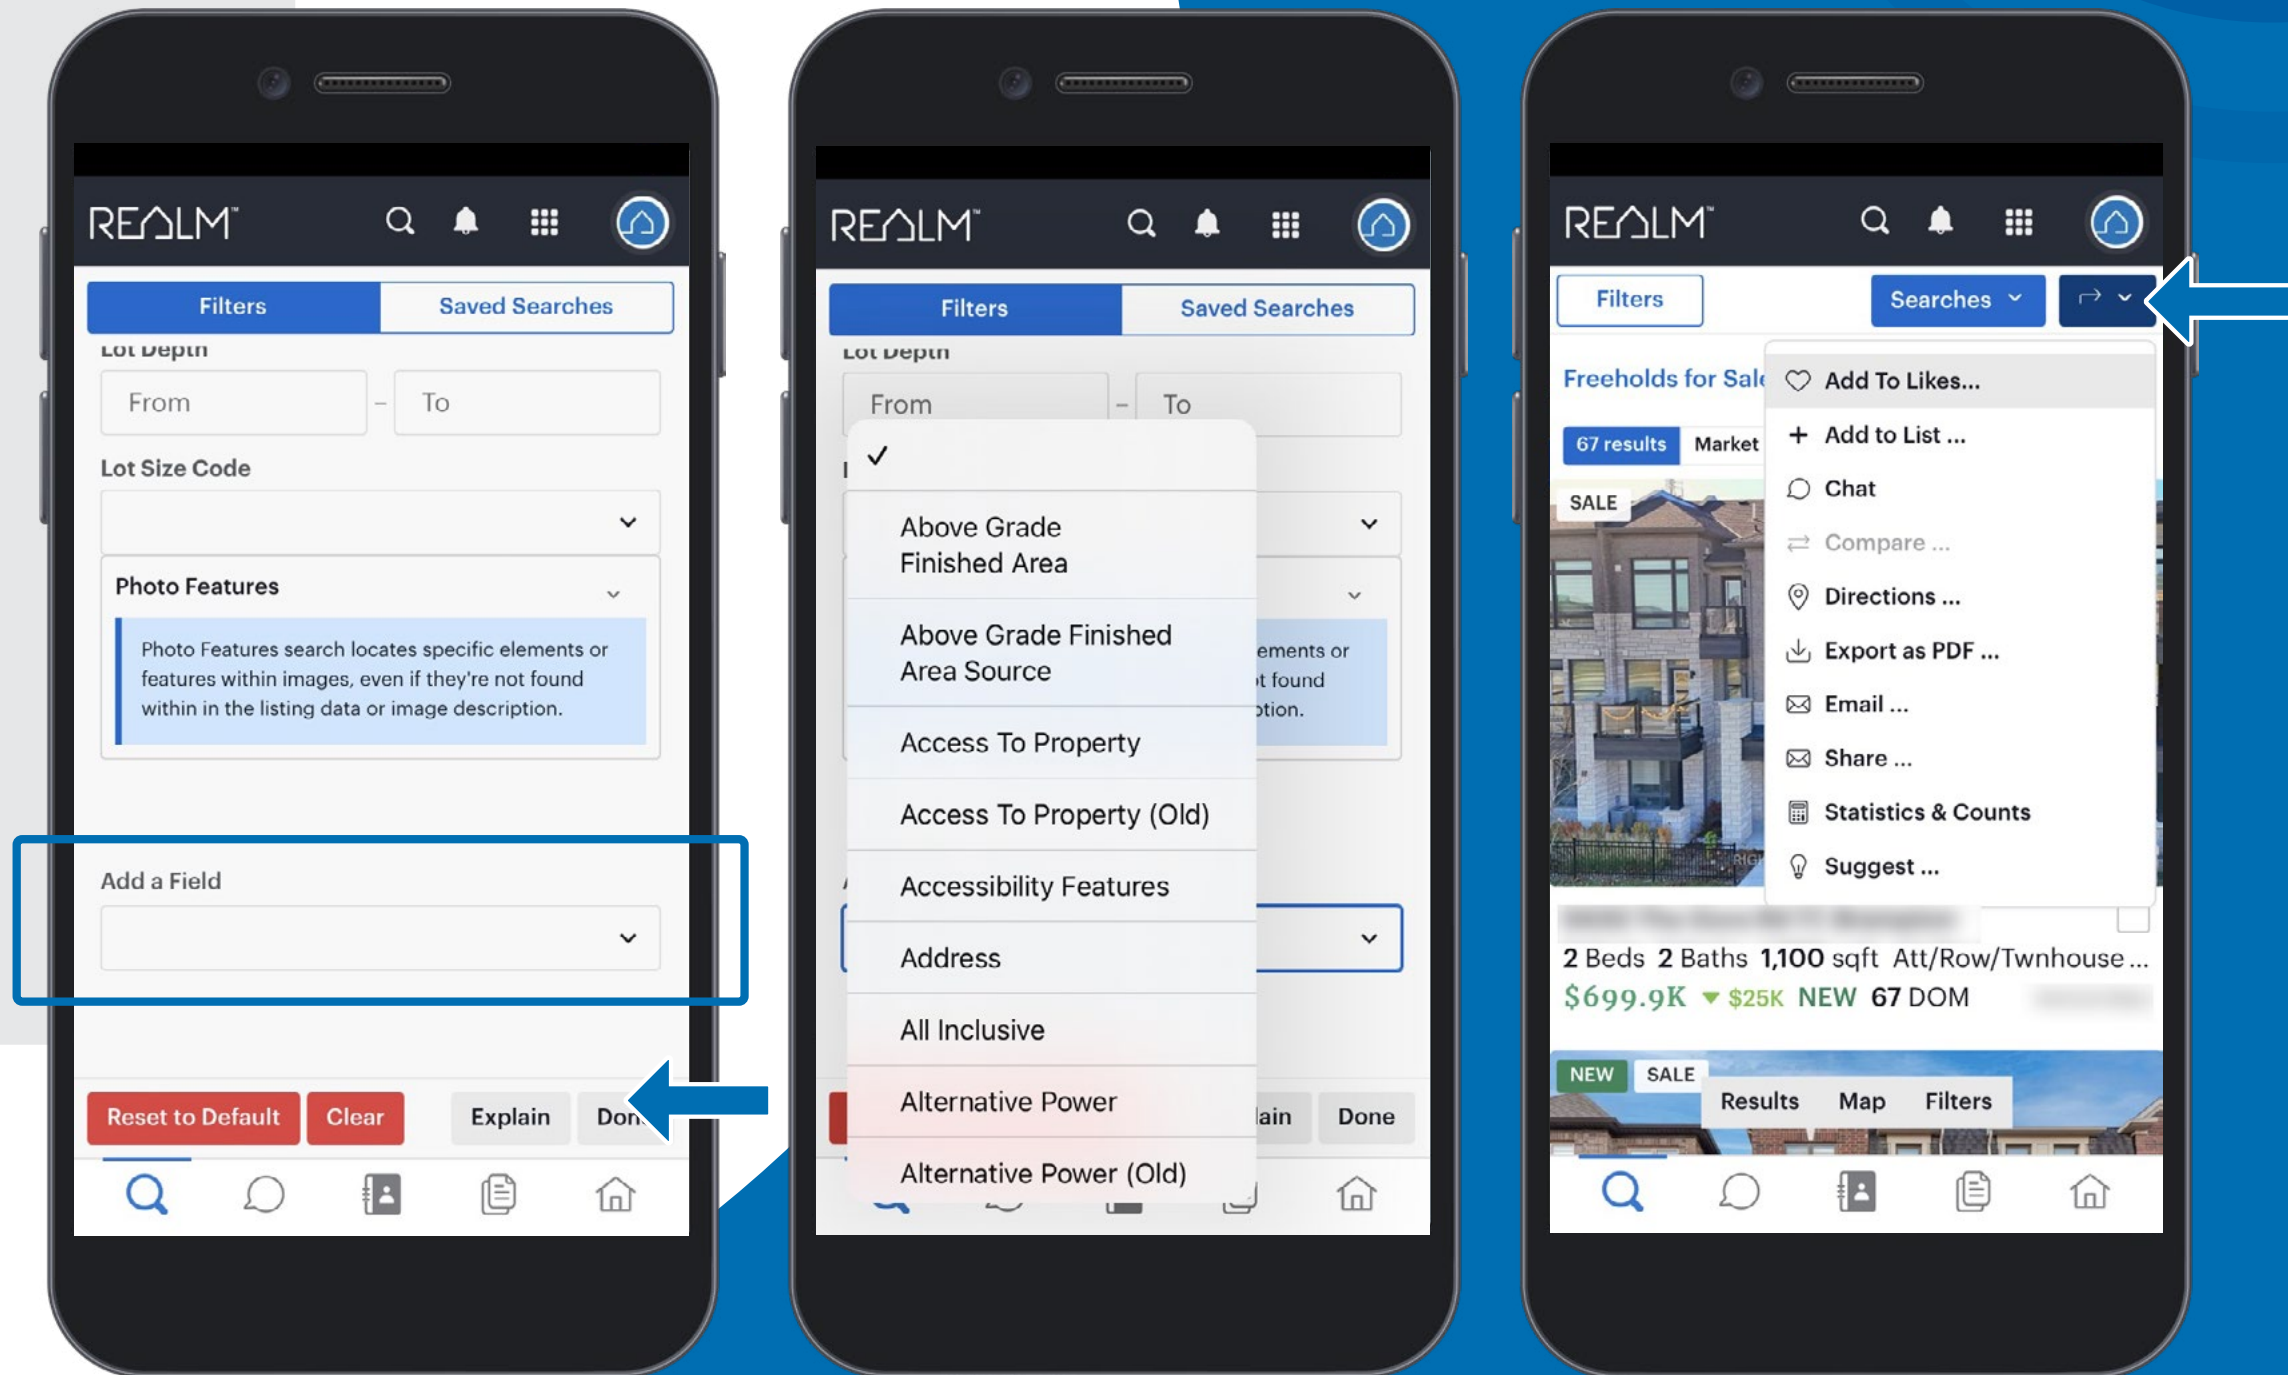 REALM™
Filters
Saved Searches
Lot Depth
From
–
To
Lot Size Code
Photo Features
Photo Features search locates specific elements or
features within images, even if they're not found
within in the listing data or image description.
Add a Field
Reset to Default
Clear
Explain
Don
REALM™
Filters
Saved Searches
Lot Depth
From
–
To
Above Grade
Finished Area
Above Grade Finished
Area Source
ements or
t found
otion.
Access To Property
Access To Property (Old)
Accessibility Features
Address
All Inclusive
Alternative Power
ain
Done
Alternative Power (Old)
REALM™
Filters
Searches
Freeholds for Sale
Add To Likes...
67 results
Market
Add to List ...
SALE
Chat
Compare ...
Directions ...
Export as PDF ...
Email ...
Share ...
Statistics & Counts
RIG
Suggest ...
2 Beds 2 Baths 1,100 sqft Att/Row/Twnhouse ...
$699.9K ▼ $25K NEW 67 DOM
NEW
SALE
Results
Map
Filters